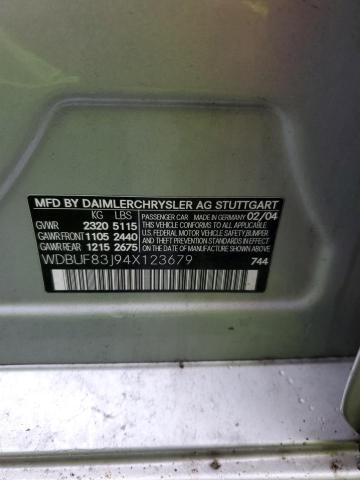 MFD BY DAIMLERCHRYSLER AG STUTTGART
KG LBS PASSENGER CAR MADE IN GERMANY 02/04
GVWR 2320 5115 THIS VEHICLE CONFORMS TO ALL APPLICABLE
GAWR FRONT 1105 2440 U.S. FEDERAL MOTOR VEHICLE SAFETY, BUMPER,
GAWR REAR 1215 2675 AND THEFT PREVENTION STANDARDS IN EFFECT ON THE
DATE OF MANUFACTURE SHOWN ABOVE
WDBUF83J94X123679 744